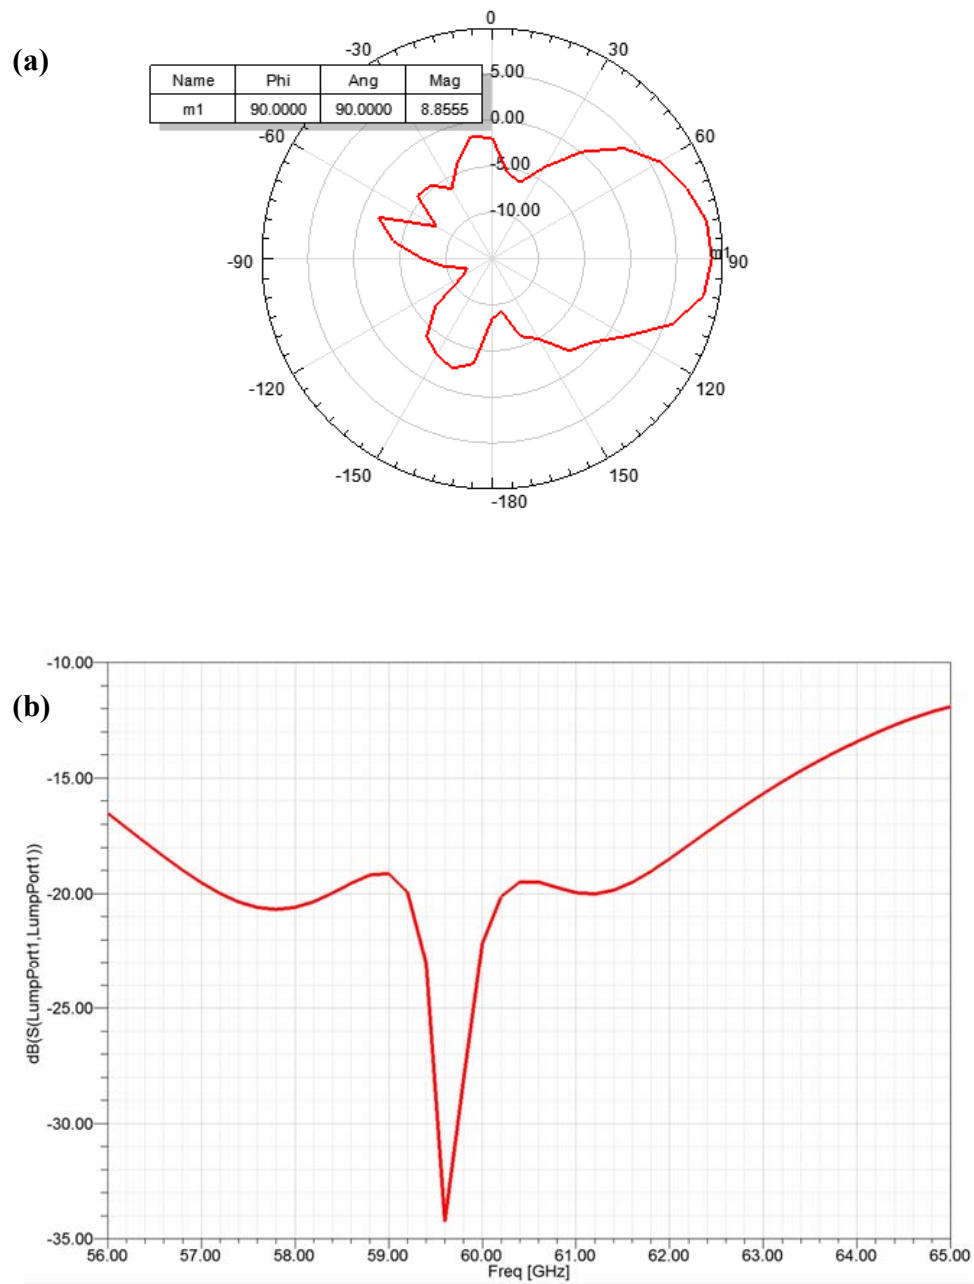 (a)
0
-30
30
Name Phi Ang Mag
m1 90.0000 90.0000 8.8555
5.00
0.00
-60
60
-5.00
-10.00
-90
m1
90
-120
120
-150
150
-180
(b)
-10.00
-15.00
-20.00
-25.00
-30.00
-35.00
dB(S(LumpPort1,LumpPort1))
56.00 57.00 58.00 59.00 60.00 61.00 62.00 63.00 64.00 65.00
Freq [GHz]